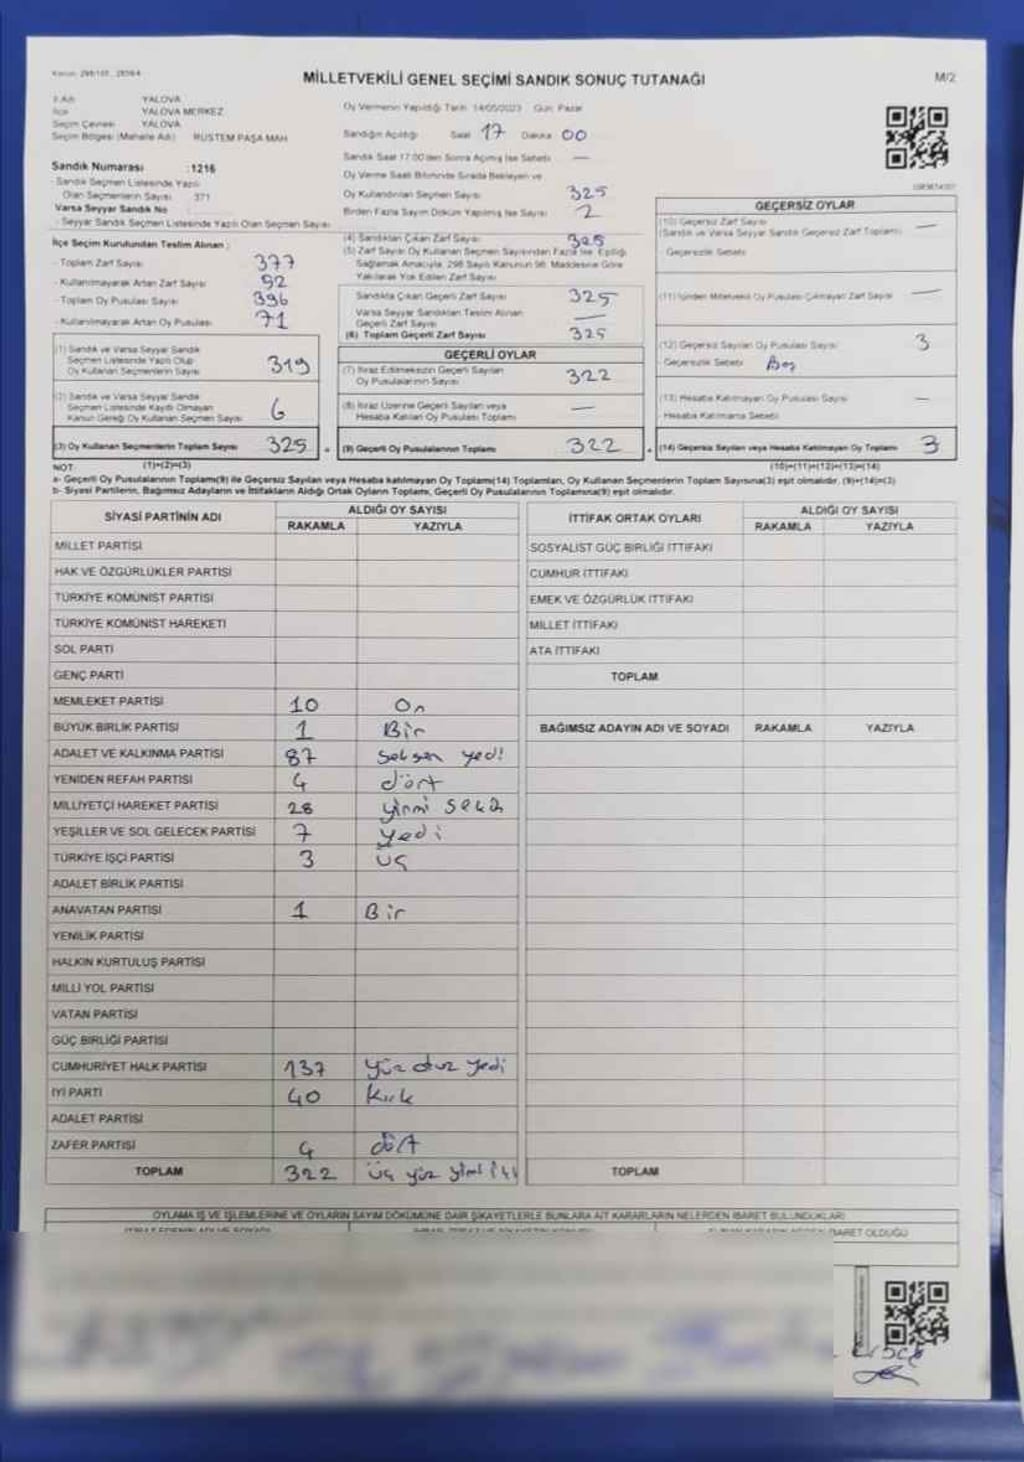 MİLLETVEKİLİ GENEL SEÇİMİ SANDIK SONUÇ TUTANAĞI
M/2
YALOVA
YALOVA MERKEZ
Seçim Çevresi YALOVA
Seçim Bölgesi (Mahalle Adı) RÜSTEM PAŞA MAH
Oy Vermenin Yapıldığı Tarih 14/05/2023 Gün Pazar
Sandığın Açıldığı Saat 17 Dakika 00
Sandık Saat 17:00'den Sonra Açılmış İse Sebebi —
Sandık Numarası : 1216
Sandık Seçmen Listesinde Yazılı
Olan Seçmenlerin Sayısı 371
Varsa Seyyar Sandık No
Seyyar Sandık Seçmen Listesinde Yazılı Olan Seçmen Sayısı
Oy Verme Saati Bitiminde Sırada Bekleyen ve
Oy Kullandırılan Seçmen Sayısı 325
Birden Fazla Sayım Döküm Yapılmış İse Sayısı 2
İlçe Seçim Kurulundan Teslim Alınan :
- Toplam Zarf Sayısı 377
- Kullanılmayarak Artan Zarf Sayısı 92
- Toplam Oy Pusulası Sayısı 396
- Kullanılmayarak Artan Oy Pusulası 71
(1) Sandık ve Varsa Seyyar Sandık
Seçmen Listesinde Yazılı Olup
Oy Kullanan Seçmenlerin Sayısı 319
(2) Sandık ve Varsa Seyyar Sandık
Seçmen Listesinde Kayıtlı Olmayan
Kanun Gereği Oy Kullanan Seçmen Sayısı 6
(3) Oy Kullanan Seçmenlerin Toplam Sayısı 325
(1)+(2)=(3)
(4) Sandıktan Çıkan Zarf Sayısı 325
(5) Zarf Sayısı Oy Kullanan Seçmen Sayısından Fazla İse, Eşitliği
Sağlamak Amacıyla, 298 Sayılı Kanunun 98. Maddesine Göre
Yakılarak Yok Edilen Zarf Sayısı
Sandıkta Çıkan Geçerli Zarf Sayısı 325
Varsa Seyyar Sandıktan Teslim Alınan
Geçerli Zarf Sayısı —
(6) Toplam Geçerli Zarf Sayısı 325
GEÇERLİ OYLAR
(7) İtiraz Edilmeksizin Geçerli Sayılan
Oy Pusulalarının Sayısı 322
(8) İtiraz Üzerine Geçerli Sayılan veya
Hesaba Katılan Oy Pusulası Toplamı —
(9) Geçerli Oy Pusulalarının Toplamı 322
GEÇERSİZ OYLAR
(10) Geçersiz Zarf Sayısı
(Sandık ve Varsa Seyyar Sandık Geçersiz Zarf Toplamı) —
- Geçersizlik Sebebi
(11) İçinden Milletvekili Oy Pusulası Çıkmayan Zarf Sayısı —
(12) Geçersiz Sayılan Oy Pusulası Sayısı 3
- Geçersizlik Sebebi Boş
(13) Hesaba Katılmayan Oy Pusulası Sayısı —
- Hesaba Katılmama Sebebi
(14) Geçersiz Sayılan veya Hesaba Katılmayan Oy Toplamı 3
(10)+(11)+(12)+(13)=(14)
NOT
a- Geçerli Oy Pusulalarının Toplamı(9) ile Geçersiz Sayılan veya Hesaba katılmayan Oy Toplamı(14) Toplamları, Oy Kullanan Seçmenlerin Toplam Sayısına(3) eşit olmalıdır. (9)+(14)=(3)
b- Siyasi Partilerin, Bağımsız Adayların ve İttifakların Aldığı Ortak Oyların Toplamı, Geçerli Oy Pusulalarının Toplamına(9) eşit olmalıdır.
SİYASİ PARTİNİN ADI ALDIĞI OY SAYISI
RAKAMLA YAZIYLA
MİLLET PARTİSİ
HAK VE ÖZGÜRLÜKLER PARTİSİ
TÜRKİYE KOMÜNİST PARTİSİ
TÜRKİYE KOMÜNİST HAREKETİ
SOL PARTİ
GENÇ PARTİ
MEMLEKET PARTİSİ 10 On
BÜYÜK BİRLİK PARTİSİ 1 Bir
ADALET VE KALKINMA PARTİSİ 87 Seksen yedi
YENİDEN REFAH PARTİSİ 4 dört
MİLLİYETÇİ HAREKET PARTİSİ 28 yirmi sekiz
YEŞİLLER VE SOL GELECEK PARTİSİ 7 yedi
TÜRKİYE İŞÇİ PARTİSİ 3 üç
ADALET BİRLİK PARTİSİ
ANAVATAN PARTİSİ 1 Bir
YENİLİK PARTİSİ
HALKIN KURTULUŞ PARTİSİ
MİLLİ YOL PARTİSİ
VATAN PARTİSİ
GÜÇ BİRLİĞİ PARTİSİ
CUMHURİYET HALK PARTİSİ 137 yüz otuz yedi
İYİ PARTİ 40 Kırk
ADALET PARTİSİ
ZAFER PARTİSİ 4 dört
TOPLAM 322 üç yüz yirmi iki
İTTİFAK ORTAK OYLARI ALDIĞI OY SAYISI
RAKAMLA YAZIYLA
SOSYALİST GÜÇ BİRLİĞİ İTTİFAKI
CUMHUR İTTİFAKI
EMEK VE ÖZGÜRLÜK İTTİFAKI
MİLLET İTTİFAKI
ATA İTTİFAKI
TOPLAM
BAĞIMSIZ ADAYIN ADI VE SOYADI RAKAMLA YAZIYLA
TOPLAM
OYLAMA İŞ VE İŞLEMLERİNE VE OYLARIN SAYIM DÖKÜMÜNE DAİR ŞİKAYETLERLE BUNLARA AİT KARARLARIN NELERDEN İBARET BULUNDUKLARI
İBARET OLDUĞU